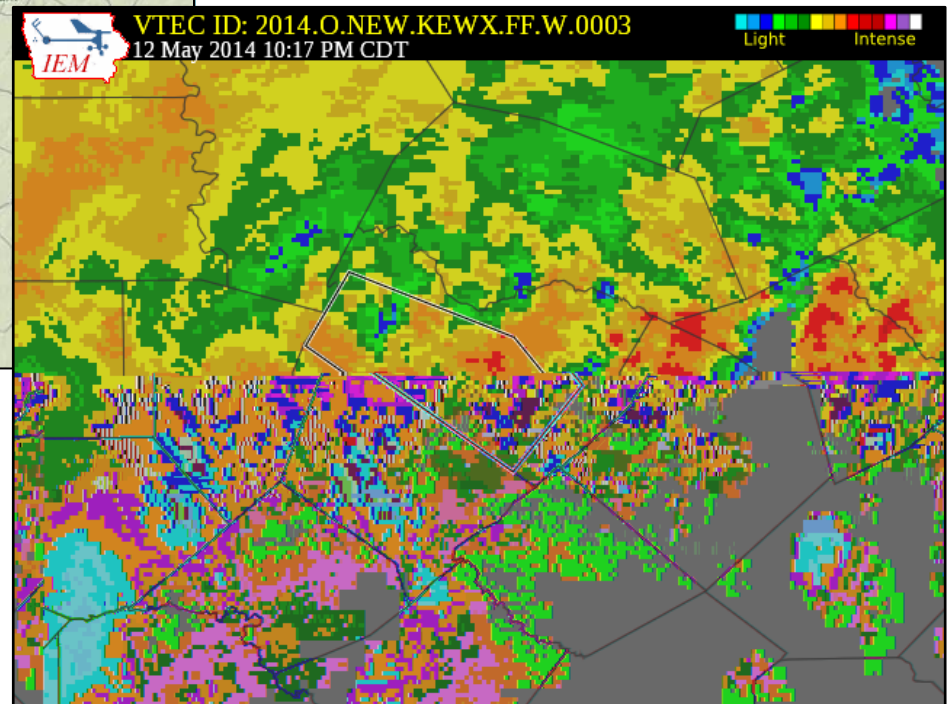 IEM
VTEC ID: 2014.O.NEW.KEWX.FF.W.0003
12 May 2014 10:17 PM CDT
Light Intense